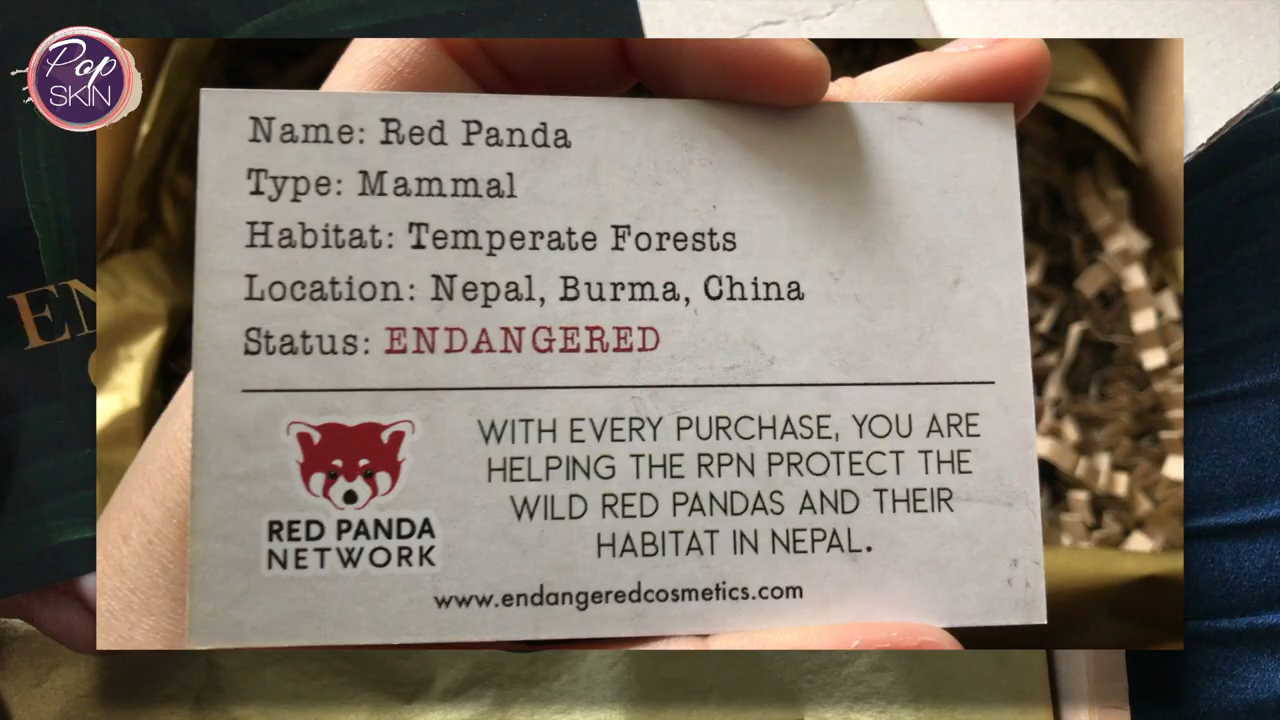 Pop
SKIN
Name: Red Panda
Type: Mammal
Habitat: Temperate Forests
Location: Nepal, Burma, China
Status: ENDANGERED
WITH EVERY PURCHASE, YOU ARE
HELPING THE RPN PROTECT THE
WILD RED PANDAS AND THEIR
HABITAT IN NEPAL.
RED PANDA
NETWORK
www.endangeredcosmetics.com
EN